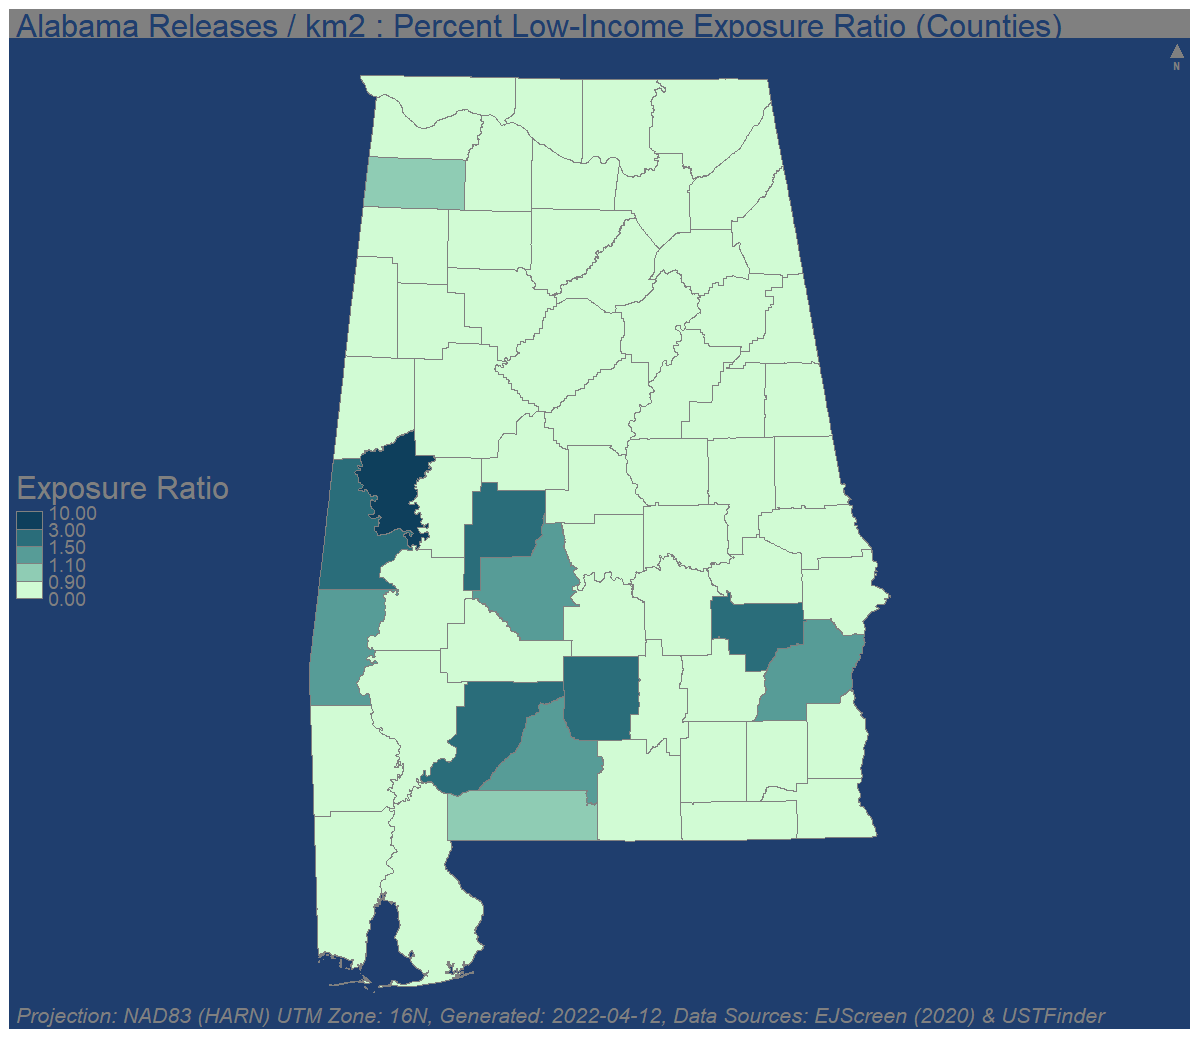 Alabama Releases / km2 : Percent Low-Income Exposure Ratio (Counties)
N
Exposure Ratio
10.00
3.00
1.50
1.10
0.90
0.00
Projection: NAD83 (HARN) UTM Zone: 16N, Generated: 2022-04-12, Data Sources: EJScreen (2020) & USTFinder